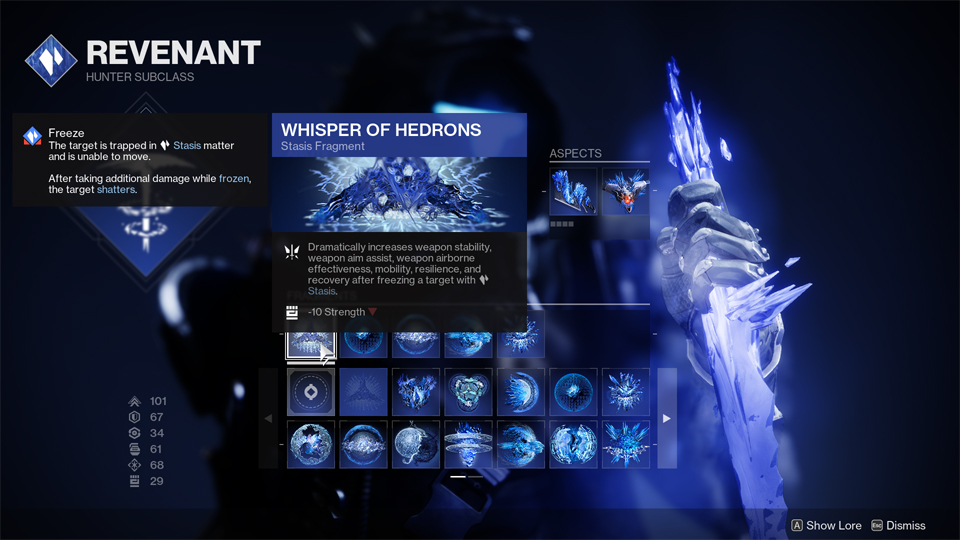 REVENANT
HUNTER SUBCLASS
Freeze
The target is trapped in Stasis matter
and is unable to move.
After taking additional damage while frozen,
the target shatters.
WHISPER OF HEDRONS
Stasis Fragment
Dramatically increases weapon stability,
weapon aim assist, weapon airborne
effectiveness, mobility, resilience, and
recovery after freezing a target with
Stasis.
-10 Strength
ASPECTS
101
67
34
61
68
29
A Show Lore Esc Dismiss